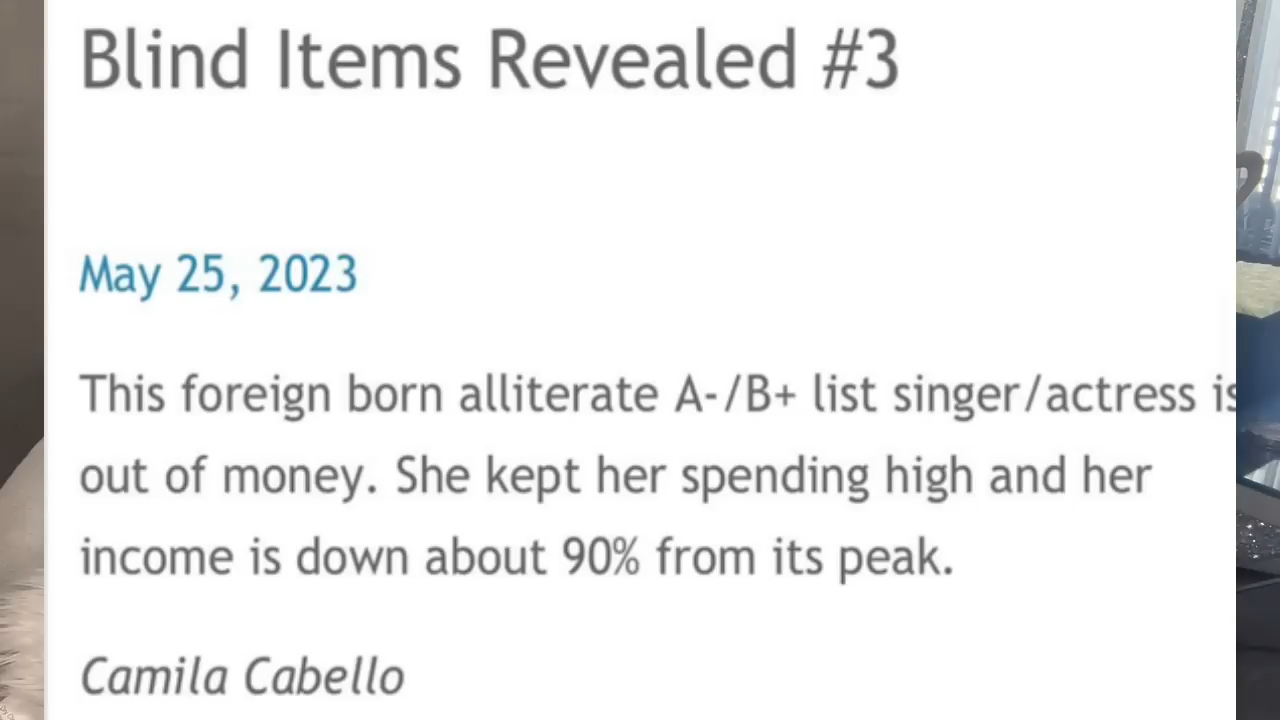 Blind Items Revealed #3
May 25, 2023
This foreign born alliterate A-/B+ list singer/actress is
out of money. She kept her spending high and her
income is down about 90% from its peak.
Camila Cabello